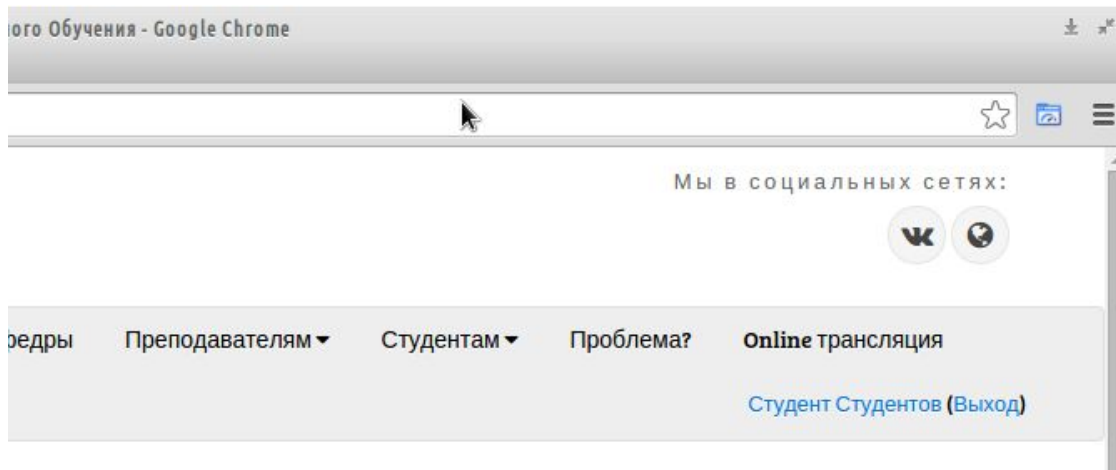 ого Обучения - Google Chrome
Мы в социальных сетях:
федры Преподавателям Студентам Проблема? Online трансляция
Студент Студентов (Выход)